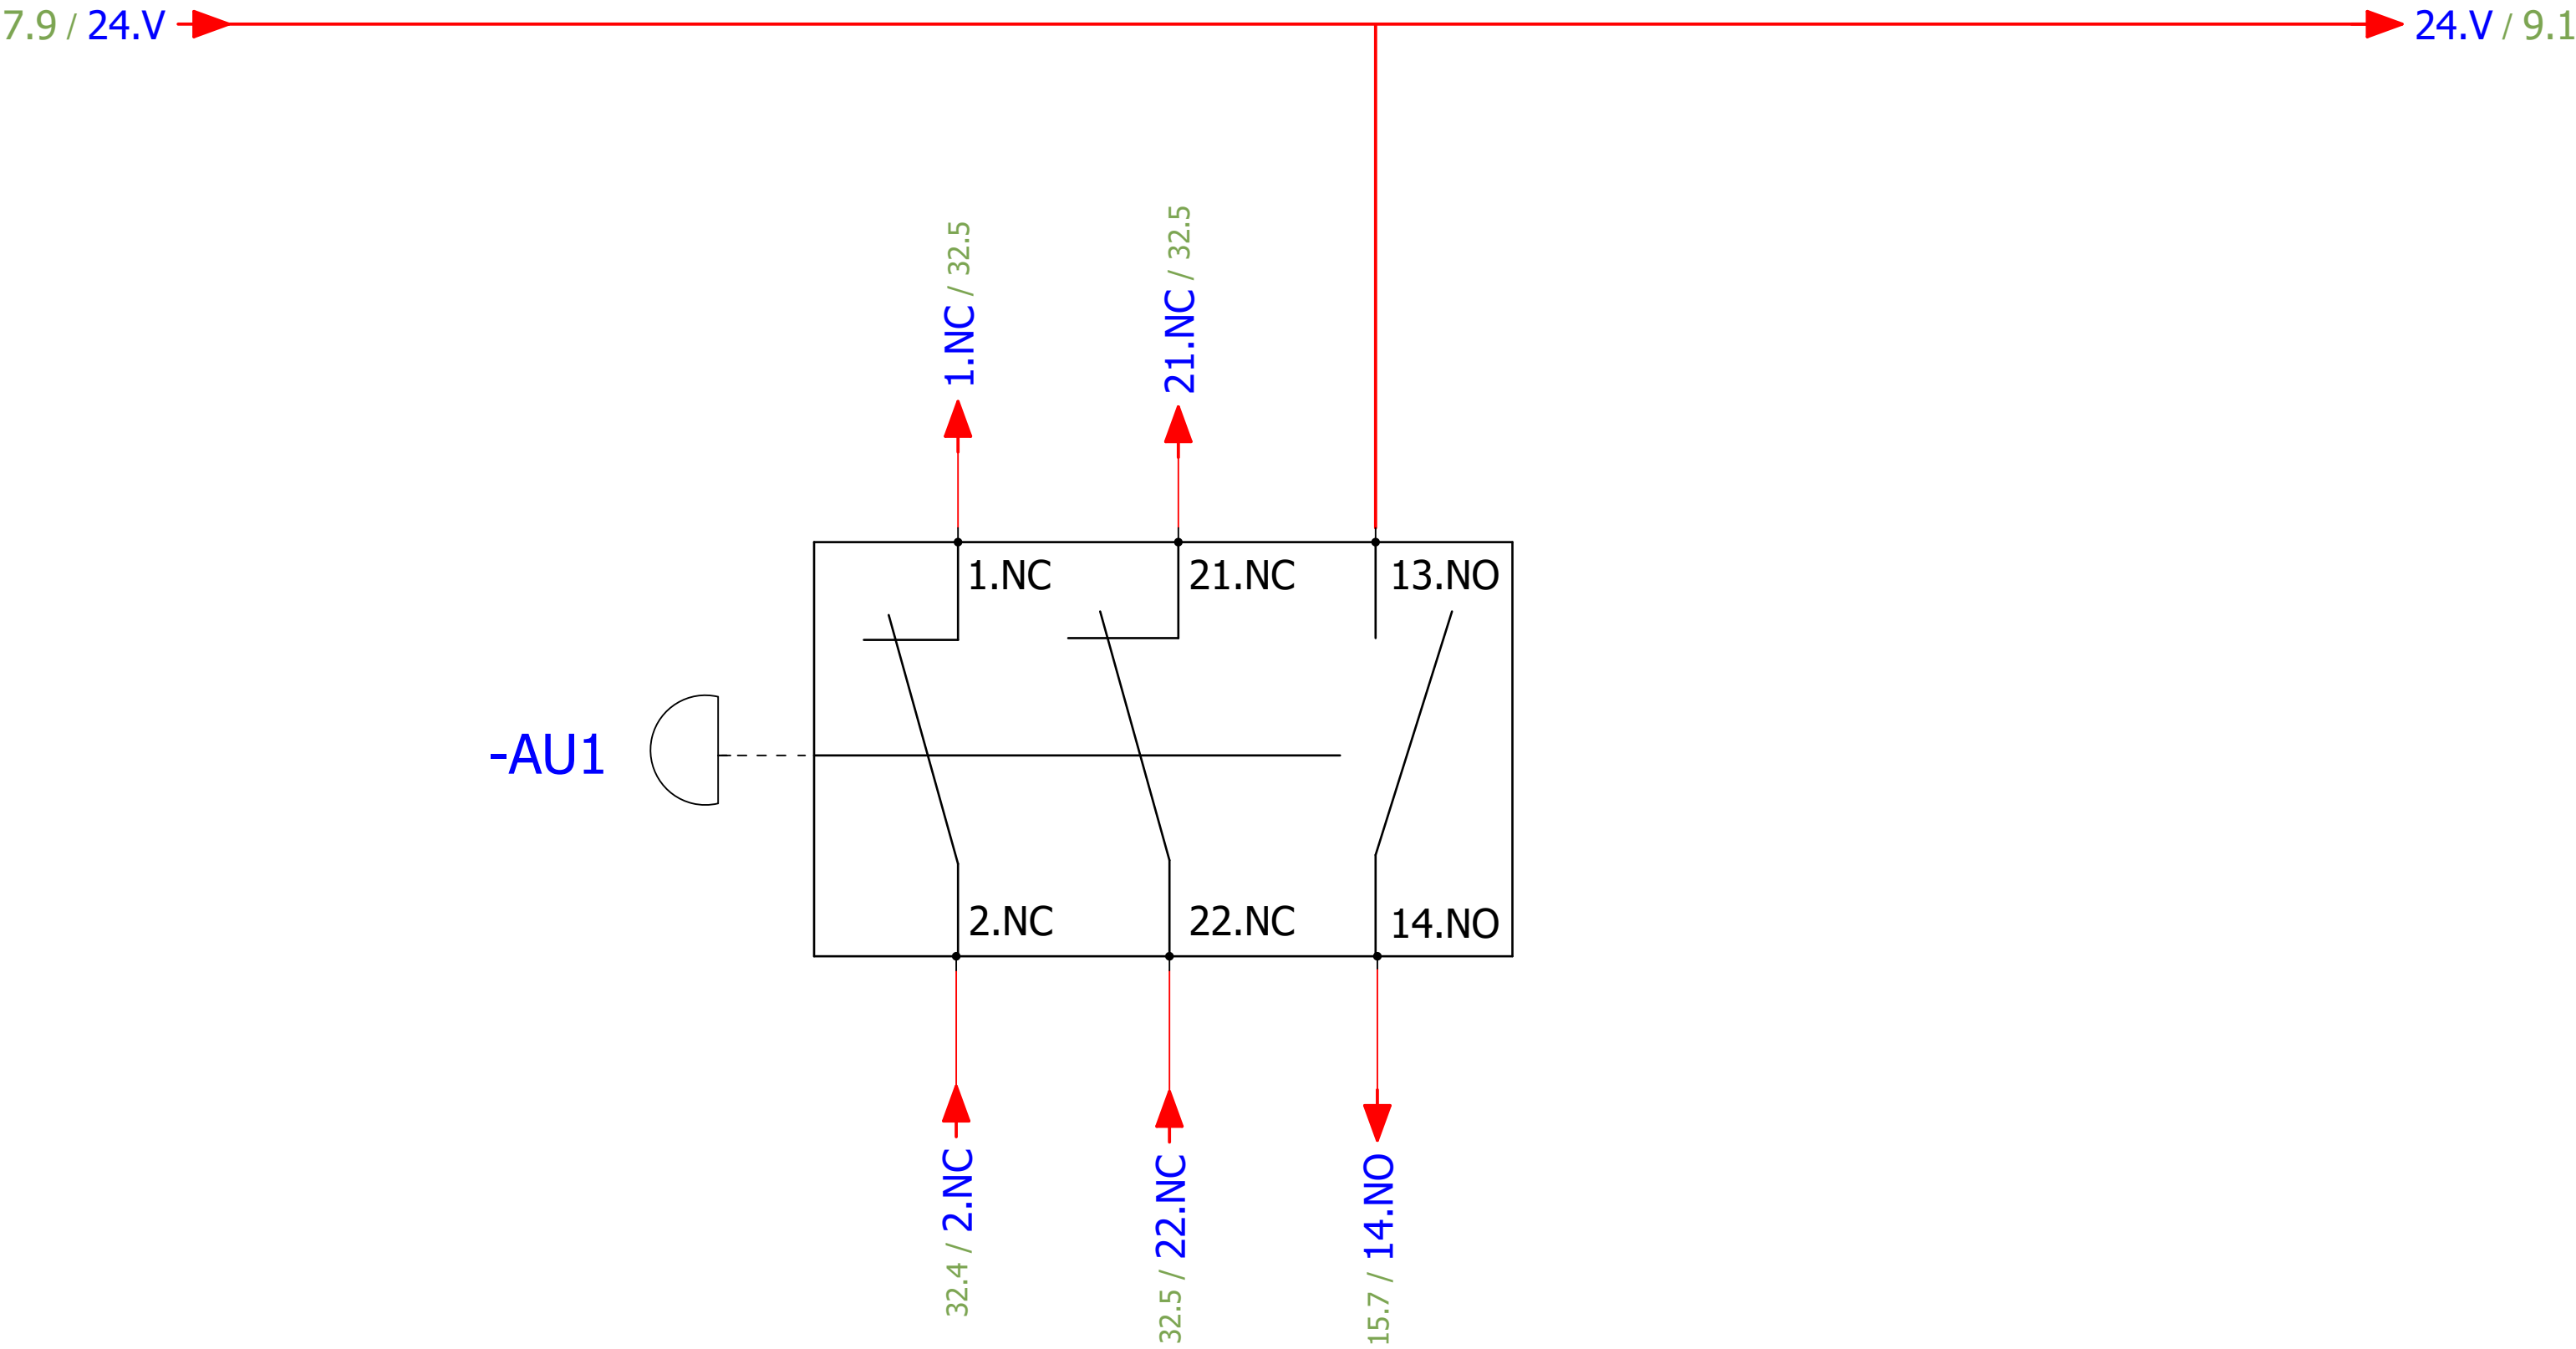 7.9 / 24.V
24.V / 9.1
1.NC / 32.5
21.NC / 32.5
1.NC
21.NC
13.NO
-AU1
2.NC
22.NC
14.NO
32.4 / 2.NC
32.5 / 22.NC
15.7 / 14.NO